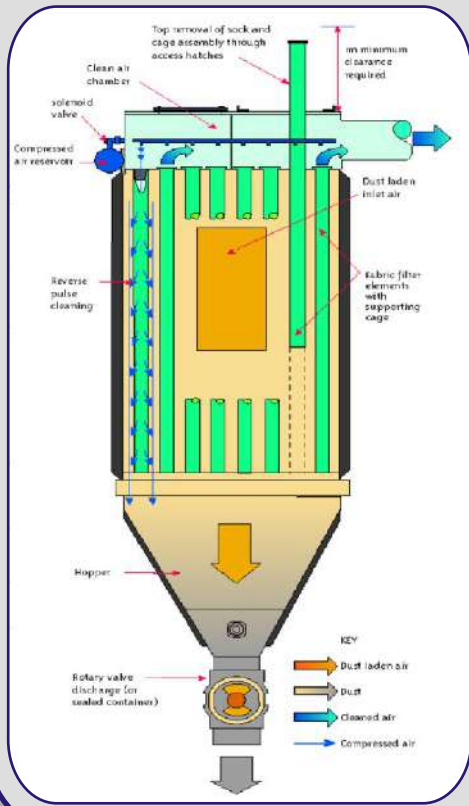 Top removal of sock and
cage assembly through
access hatches
minimum
clearance
required
Clean air
chamber
Solenoid
valve
Compressed
air reservoir
Dust laden
inlet air
Reverse
pulse
cleaning
Fabric filter
elements
with
supporting
cage
Hopper
Rotary valve
discharge (or
sealed container)
KEY
Dust laden air
Dust
Cleaned air
Compressed air